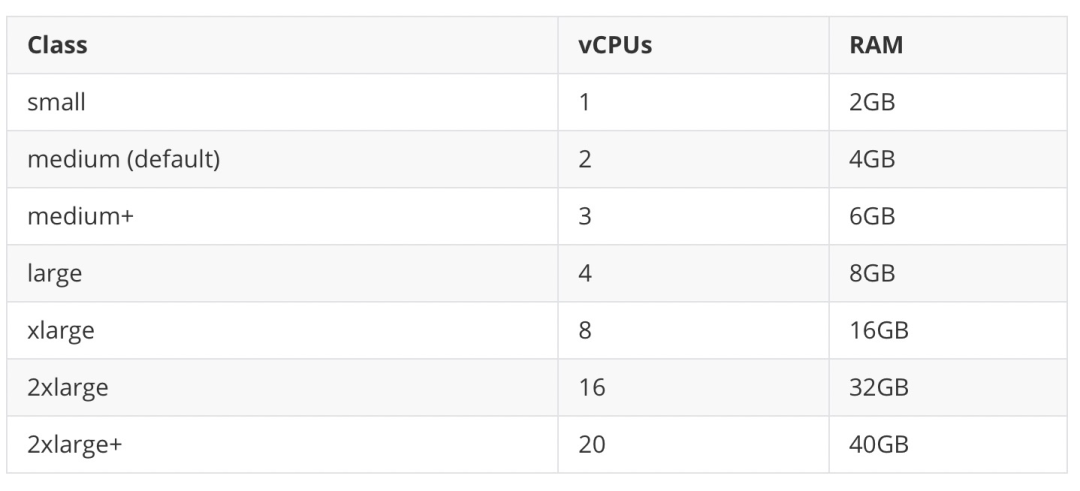 Class vCPUs RAM
small 1 2GB
medium (default) 2 4GB
medium+ 3 6GB
large 4 8GB
xlarge 8 16GB
2xlarge 16 32GB
2xlarge+ 20 40GB